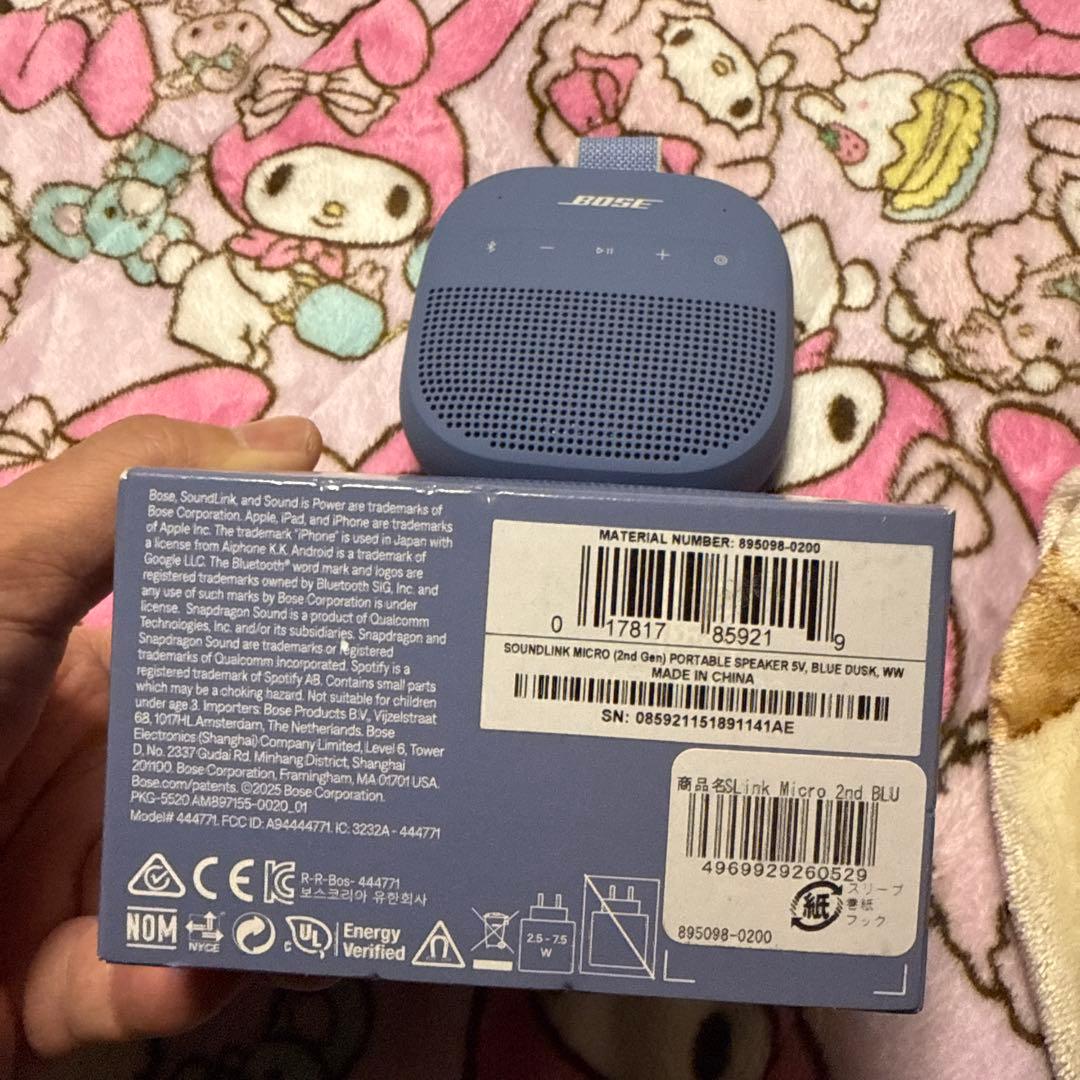 BOSE
Bose, SoundLink, and Sound is Power are trademarks of
Bose Corporation. Apple, iPad, and iPhone are trademarks
of Apple Inc. The trademark "iPhone" is used in Japan with
a license from Aiphone K.K. Android is a trademark of
Google LLC. The Bluetooth® word mark and logos are
registered trademarks owned by Bluetooth SIG, Inc. and
any use of such marks by Bose Corporation is under
license. Snapdragon Sound is a product of Qualcomm
Technologies, Inc. and/or its subsidiaries. Snapdragon and
Snapdragon Sound are trademarks or registered
trademarks of Qualcomm Incorporated. Spotify is a
registered trademark of Spotify AB. Contains small parts
which may be a choking hazard. Not suitable for children
under age 3. Importers: Bose Products B.V., Vijzelstraat
68, 1017HL Amsterdam, The Netherlands. Bose
Electronics (Shanghai) Company Limited, Level 6, Tower
D, No. 2337 Gudai Rd. Minhang District, Shanghai
201100. Bose Corporation, Framingham, MA 01701 USA.
Bose.com/patents. ©2025 Bose Corporation.
PKG-5520 AM897155-0020_01
Model# 444771. FCC ID: A94444771. IC: 3232A - 444771
CE
R-R-Bos- 444771
보스코리아 유한회사
NOM
NYCE
c UL
Energy
Verified
2.5 - 7.5
W
MATERIAL NUMBER: 895098-0200
0 17817 85921 9
SOUNDLINK MICRO (2nd Gen) PORTABLE SPEAKER 5V, BLUE DUSK, WW
MADE IN CHINA
SN: 085921151891141AE
商品名SLink Micro 2nd BLU
4969929260529
紙
スリーブ
巻紙
フック
895098-0200